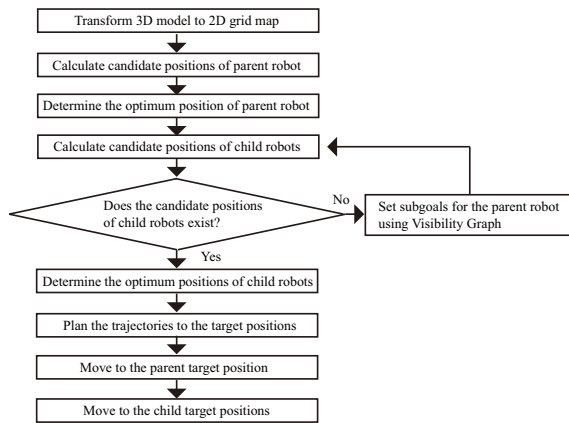 Transform 3D model to 2D grid map
Calculate candidate positions of parent robot
Determine the optimum position of parent robot
Calculate candidate positions of child robots
Does the candidate positions
of child robots exist?
No
Set subgoals for the parent robot
using Visibility Graph
Yes
Determine the optimum positions of child robots
Plan the trajectories to the target positions
Move to the parent target position
Move to the child target positions